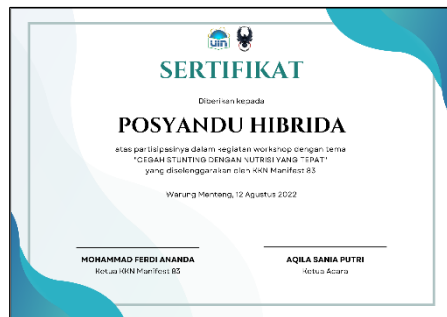 uin
SERTIFIKAT
Diberikan kepada
POSYANDU HIBRIDA
atas partisipasinya dalam kegiatan workshop dengan tema
"CEGAH STUNTING DENGAN NUTRISI YANG TEPAT"
yang diselenggarakan oleh KKN Manifest 83
Warung Menteng, 12 Agustus 2022
MOHAMMAD FERDI ANANDA
Ketua KKN Manifest 83
AQILA SANIA PUTRI
Ketua Acara